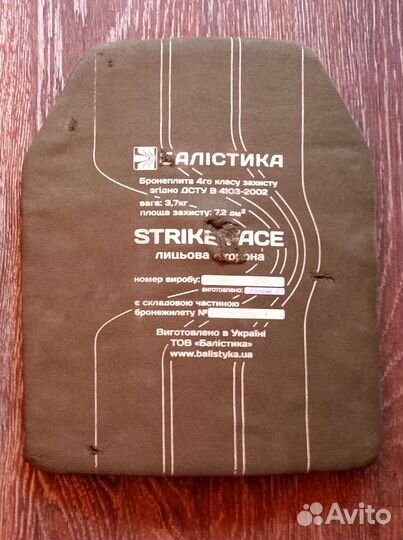 БАЛІСТИКА
Бронеплита 4го класу захисту
згідно ДСТУ В 4103-2002
вага: 3,7кг
площа захисту: 7,2 дм²
STRIKE FACE
лицьова сторона
номер виробу:
виготовлено:
є складовою частиною
бронежилету №
Виготовлено в Україні
ТОВ «Балістика»
www.balistyka.ua
Avito